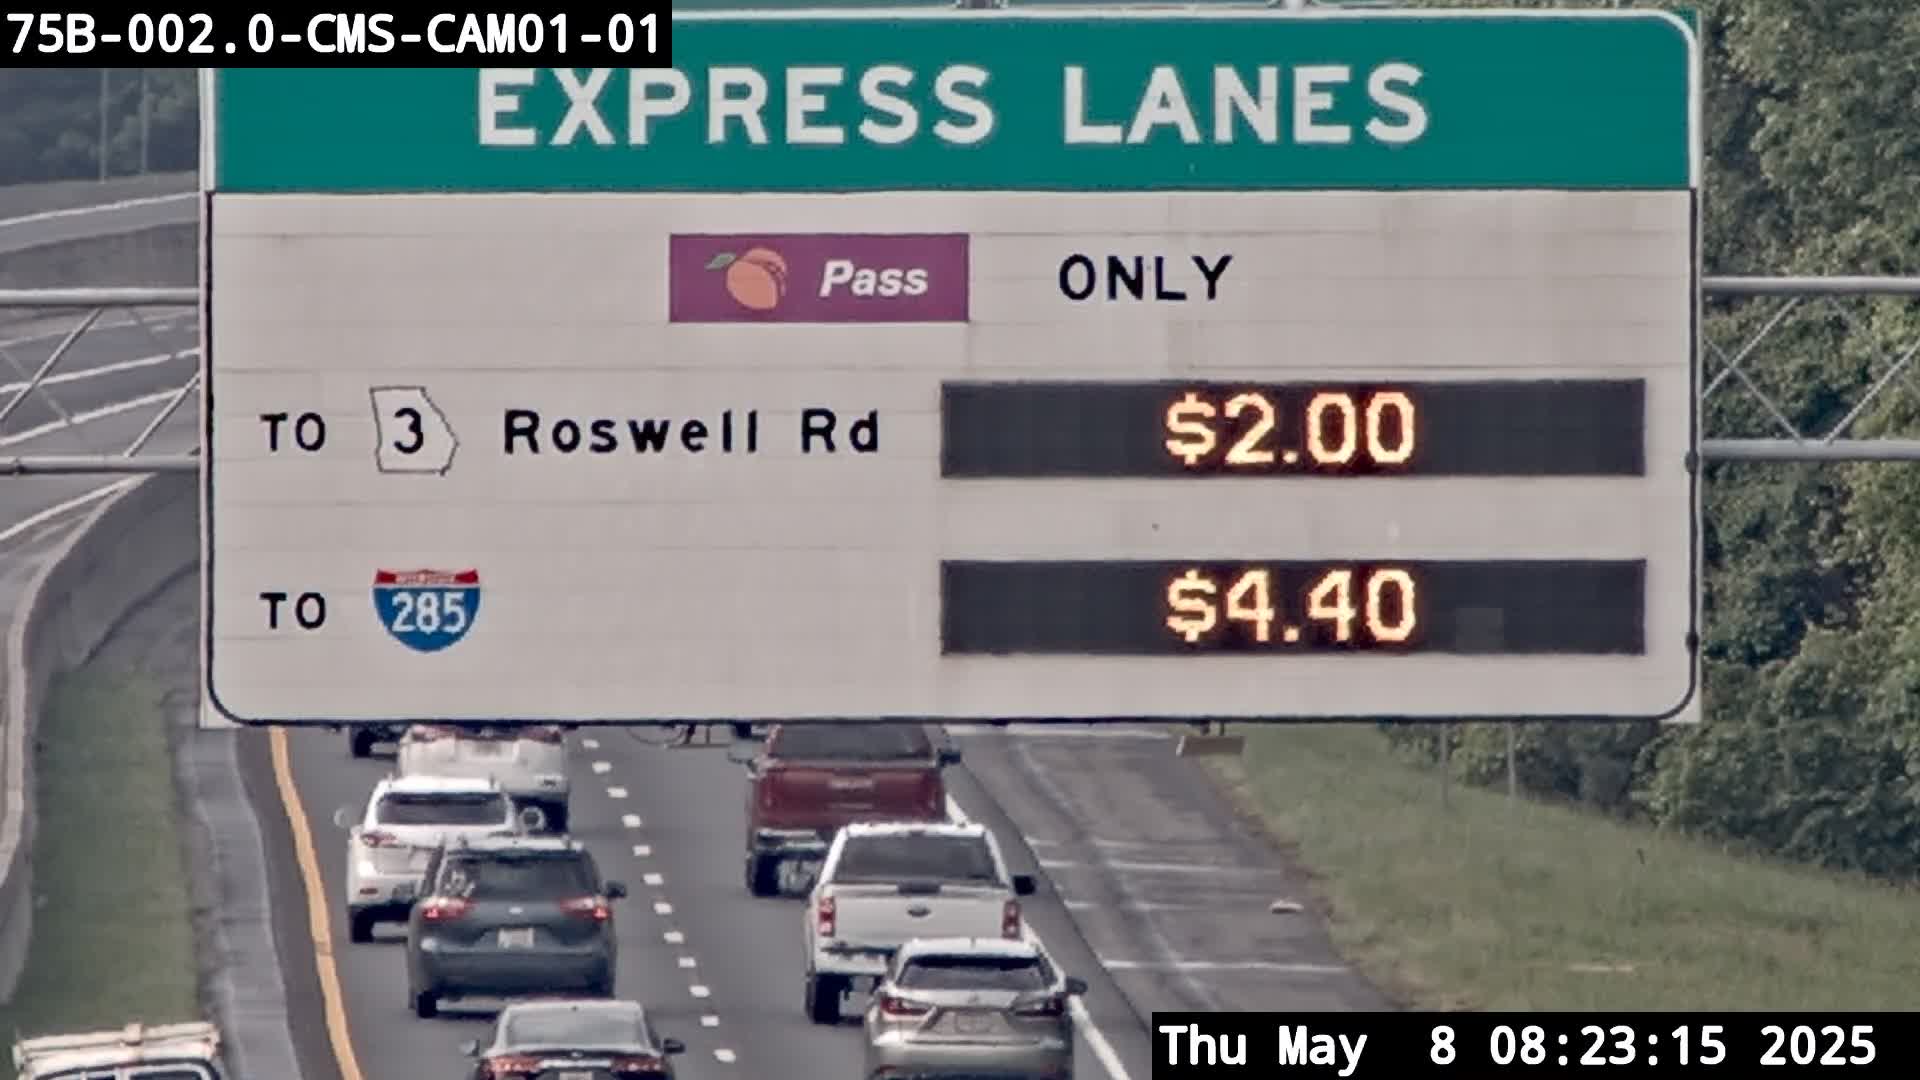 75B-002.0-CMS-CAM01-01
EXPRESS LANES
Pass ONLY
TO 3 Roswell Rd $2.00
TO 285 $4.40
Thu May 8 08:23:15 2025